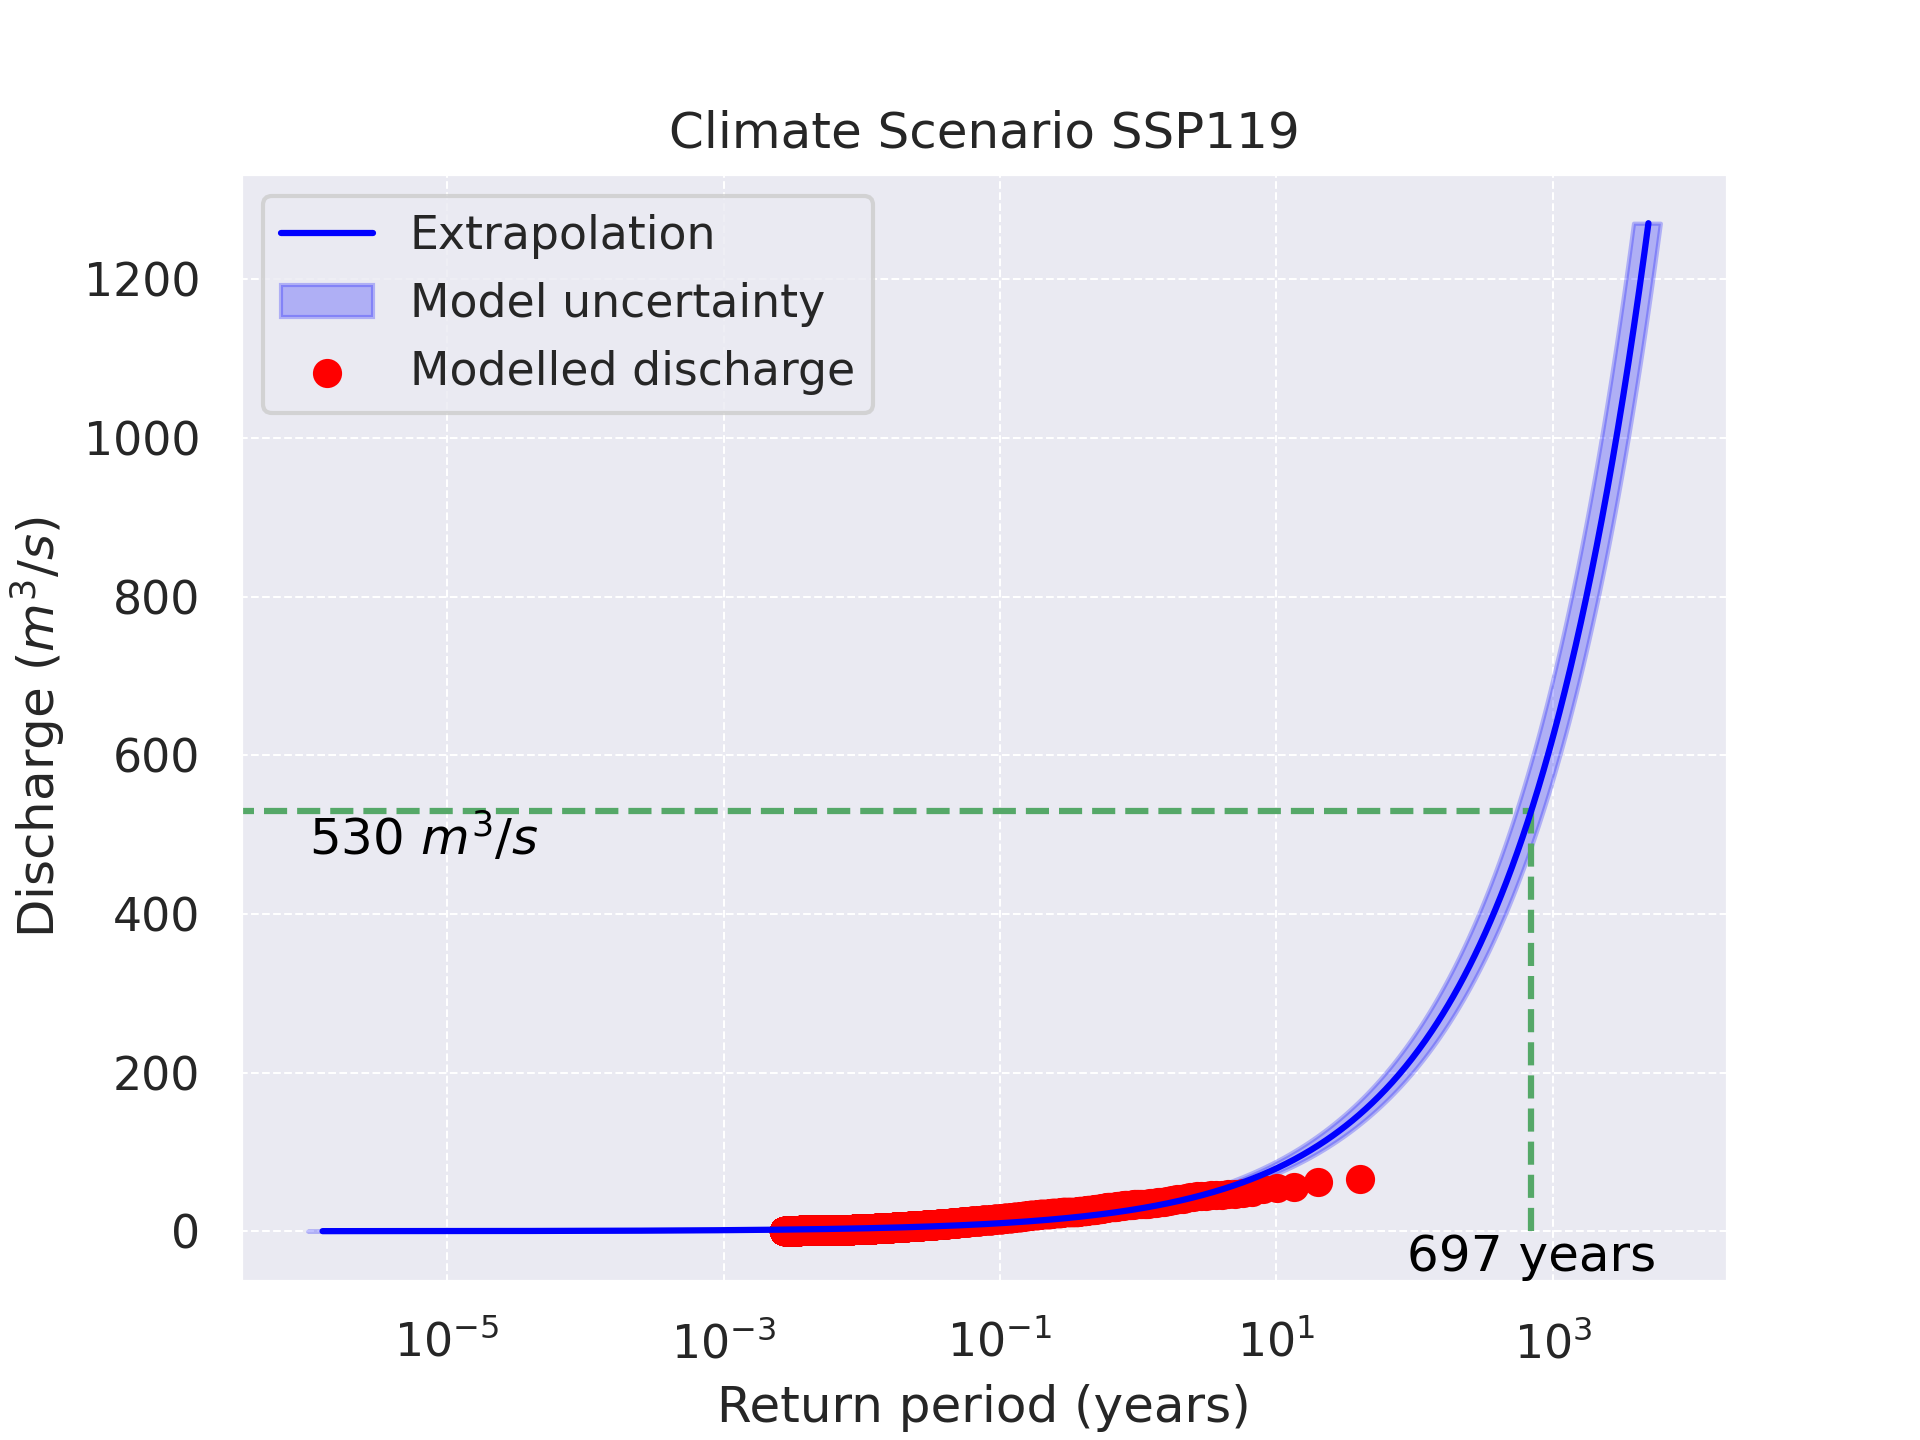 Climate Scenario SSP119
Extrapolation
Model uncertainty
Modelled discharge
1200
1000
800
600
400
200
0
Discharge (m³/s)
530 m³/s
697 years
10⁻⁵ 10⁻³ 10⁻¹ 10¹ 10³
Return period (years)